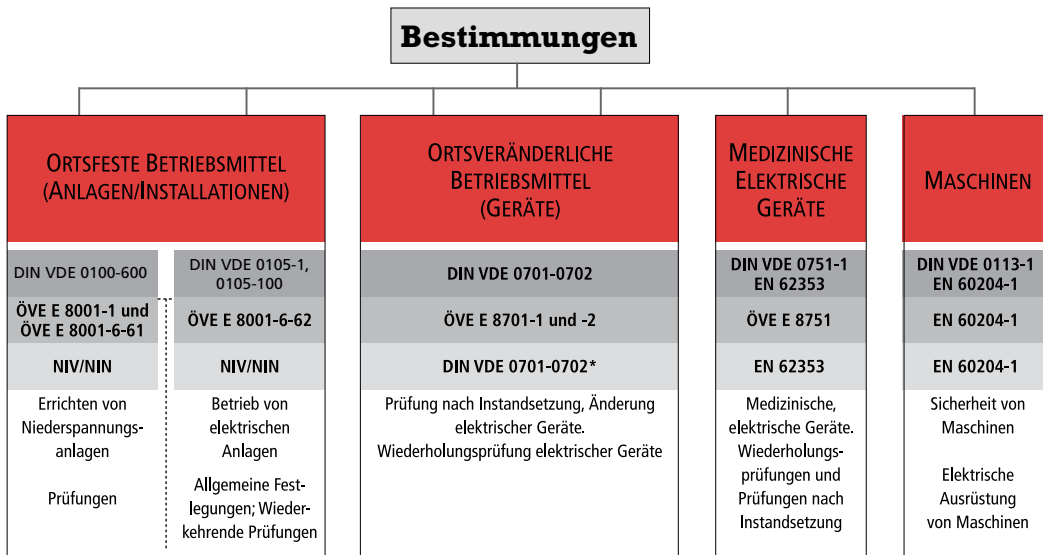 Bestimmungen
ORTSFESTE BETRIEBSMITTEL
(ANLAGEN/INSTALLATIONEN)
DIN VDE 0100-600
ÖVE E 8001-1 und
ÖVE E 8001-6-61
NIV/NIN
Errichten von
Niederspannungs-
anlagen
Prüfungen
DIN VDE 0105-1,
0105-100
ÖVE E 8001-6-62
NIV/NIN
Betrieb von
elektrischen
Anlagen
Allgemeine Fest-
legungen; Wieder-
kehrende Prüfungen
ORTSVERÄNDERLICHE
BETRIEBSMITTEL
(GERÄTE)
DIN VDE 0701-0702
ÖVE E 8701-1 und -2
DIN VDE 0701-0702*
Prüfung nach Instandsetzung, Änderung
elektrischer Geräte.
Wiederholungsprüfung elektrischer Geräte
MEDIZINISCHE
ELEKTRISCHE
GERÄTE
DIN VDE 0751-1
EN 62353
ÖVE E 8751
EN 62353
Medizinische,
elektrische Geräte.
Wiederholungs-
prüfungen und
Prüfungen nach
Instandsetzung
MASCHINEN
DIN VDE 0113-1
EN 60204-1
EN 60204-1
EN 60204-1
Sicherheit von
Maschinen
Elektrische
Ausrüstung
von Maschinen